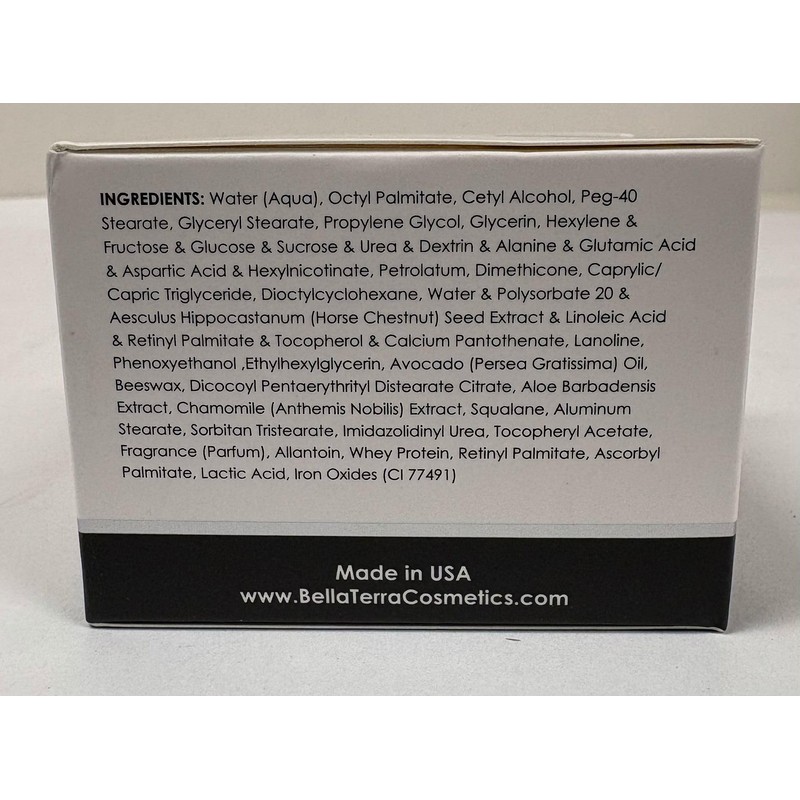 INGREDIENTS: Water (Aqua), Octyl Palmitate, Cetyl Alcohol, Peg-40
Stearate, Glyceryl Stearate, Propylene Glycol, Glycerin, Hexylene &
Fructose & Glucose & Sucrose & Urea & Dextrin & Alanine & Glutamic Acid
& Aspartic Acid & Hexylnicotinate, Petrolatum, Dimethicone, Caprylic/
Capric Triglyceride, Dioctylcyclohexane, Water & Polysorbate 20 &
Aesculus Hippocastanum (Horse Chestnut) Seed Extract & Linoleic Acid
& Retinyl Palmitate & Tocopherol & Calcium Pantothenate, Lanoline,
Phenoxyethanol ,Ethylhexylglycerin, Avocado (Persea Gratissima) Oil,
Beeswax, Dicocoyl Pentaerythrityl Distearate Citrate, Aloe Barbadensis
Extract, Chamomile (Anthemis Nobilis) Extract, Squalane, Aluminum
Stearate, Sorbitan Tristearate, Imidazolidinyl Urea, Tocopheryl Acetate,
Fragrance (Parfum), Allantoin, Whey Protein, Retinyl Palmitate, Ascorbyl
Palmitate, Lactic Acid, Iron Oxides (CI 77491)
Made in USA
www.BellaTerraCosmetics.com